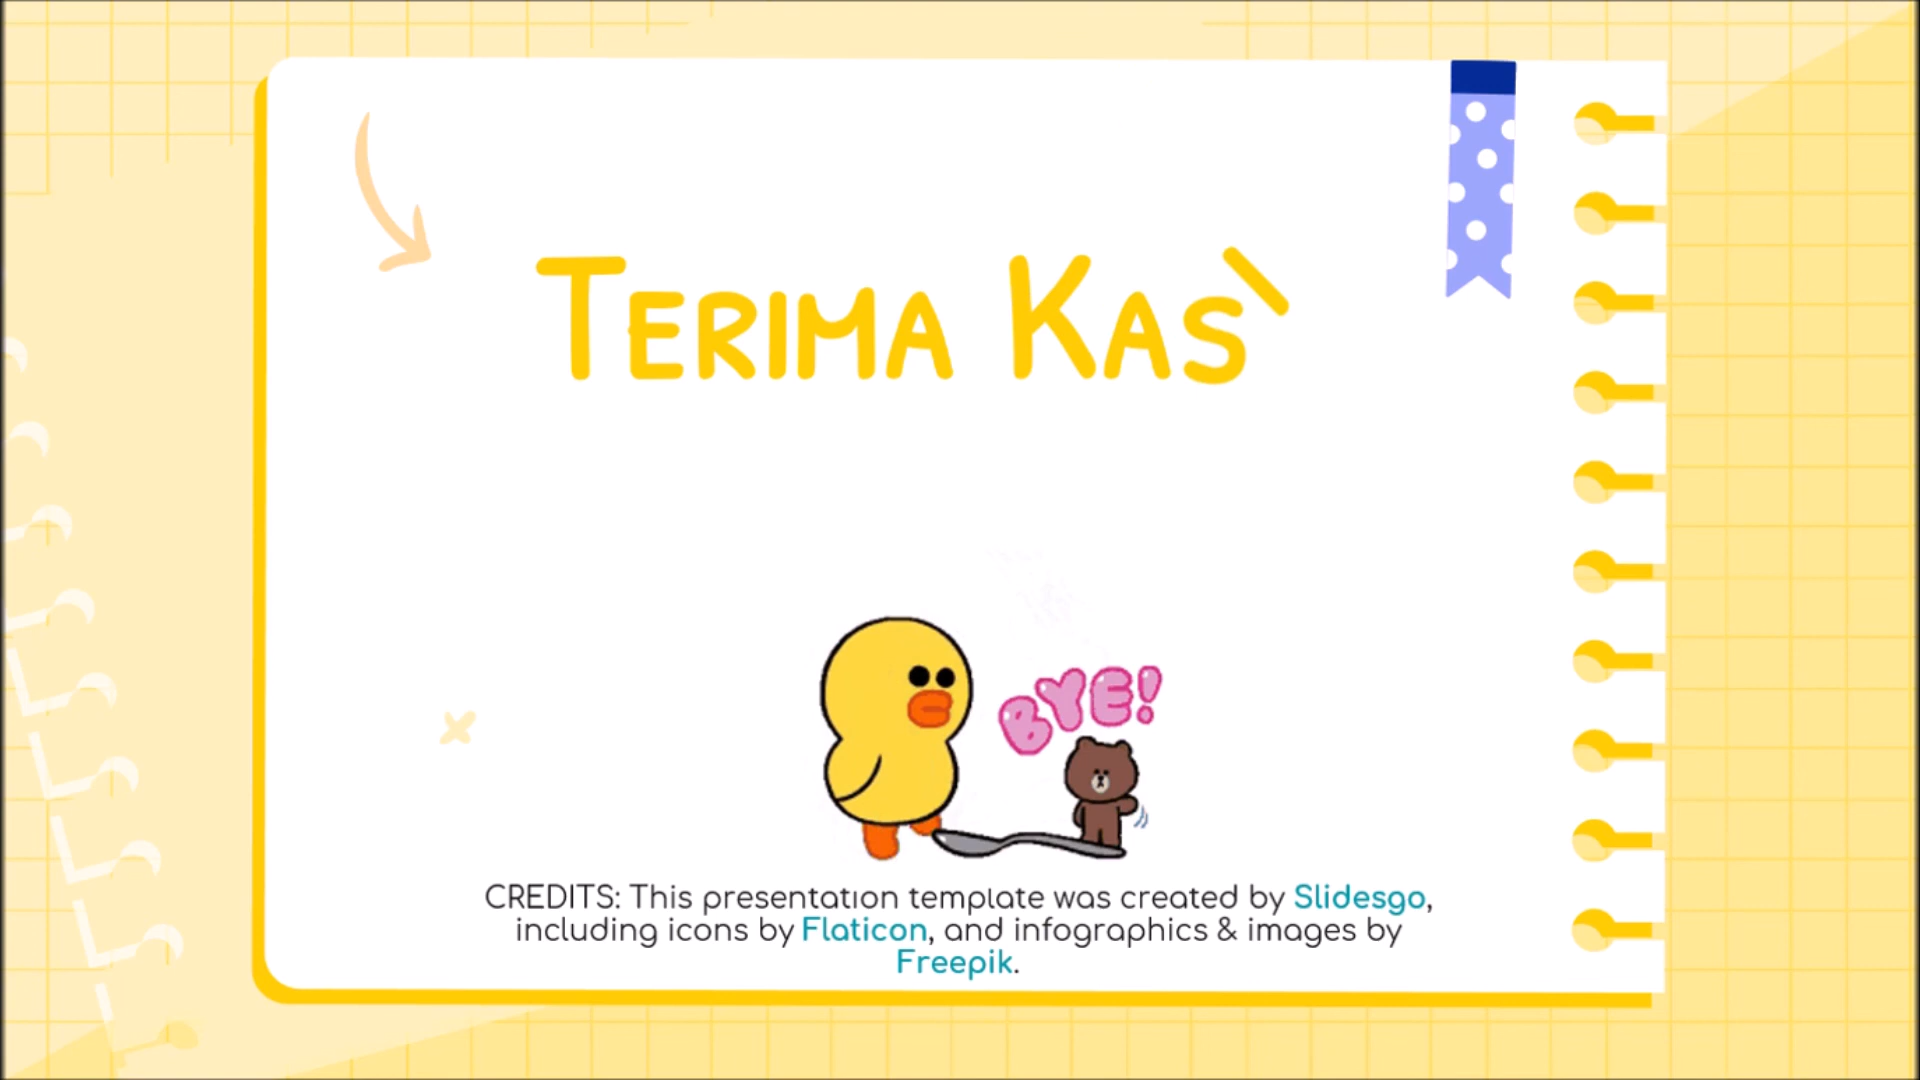 TERIMA KAS
BYE!
CREDITS: This presentation template was created by Slidesgo,
including icons by Flaticon, and infographics & images by
Freepik.